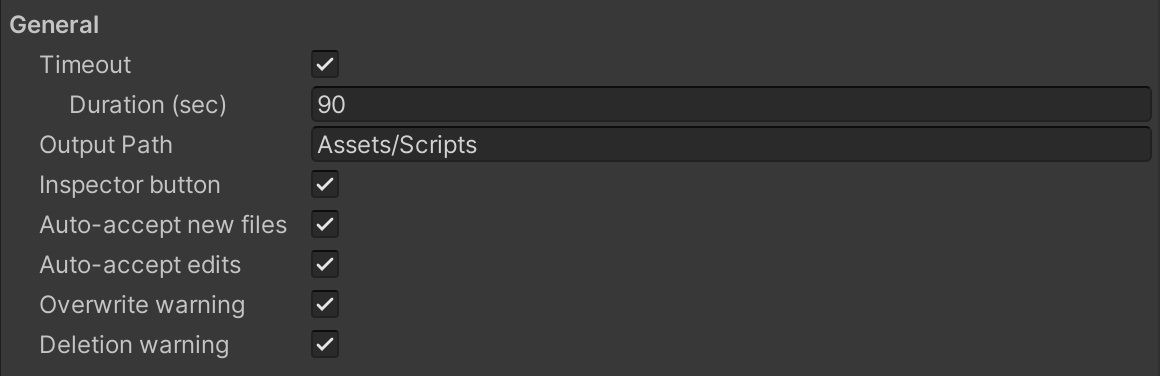 General
Timeout
Duration (sec) 90
Output Path Assets/Scripts
Inspector button
Auto-accept new files
Auto-accept edits
Overwrite warning
Deletion warning